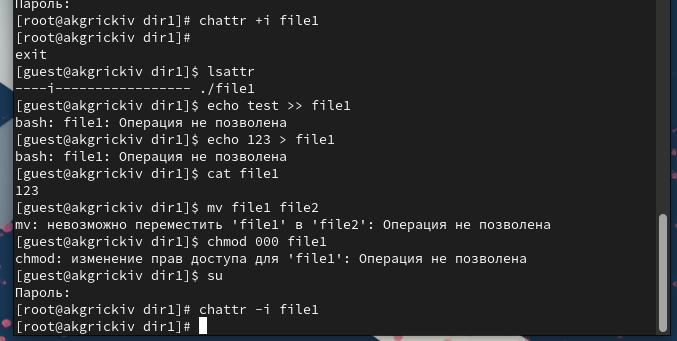 Пароль:
[root@akgrickiv dir1]# chattr +i file1
[root@akgrickiv dir1]#
exit
[guest@akgrickiv dir1]$ lsattr
----i----------------- ./file1
[guest@akgrickiv dir1]$ echo test >> file1
bash: file1: Операция не позволена
[guest@akgrickiv dir1]$ echo 123 > file1
bash: file1: Операция не позволена
[guest@akgrickiv dir1]$ cat file1
123
[guest@akgrickiv dir1]$ mv file1 file2
mv: невозможно переместить 'file1' в 'file2': Операция не позволена
[guest@akgrickiv dir1]$ chmod 000 file1
chmod: изменение прав доступа для 'file1': Операция не позволена
[guest@akgrickiv dir1]$ su
Пароль:
[root@akgrickiv dir1]# chattr -i file1
[root@akgrickiv dir1]#